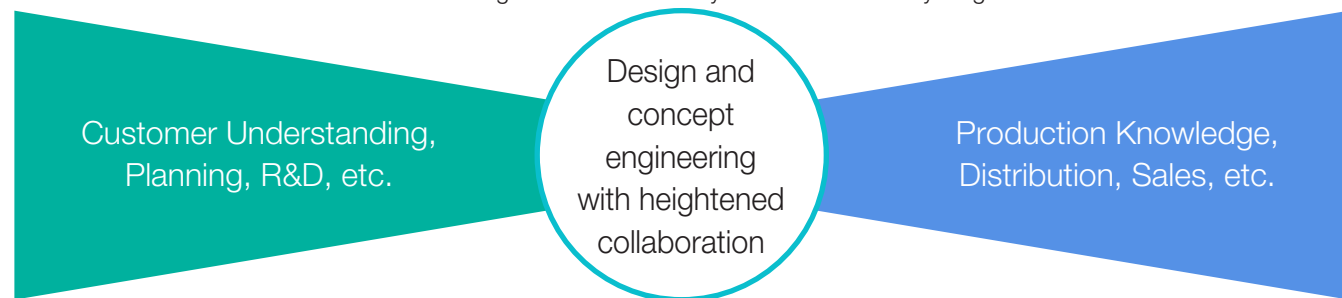 Customer Understanding,
Planning, R&D, etc.
Design and
concept
engineering
with heightened
collaboration
Production Knowledge,
Distribution, Sales, etc.